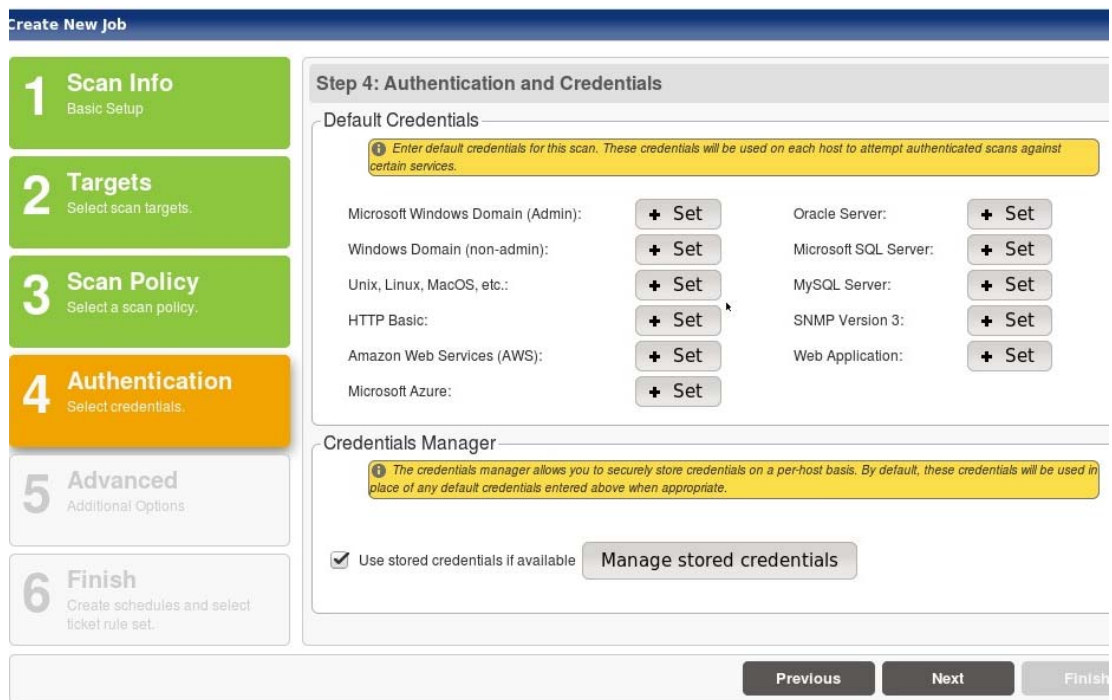 Create New Job
1 Scan Info
Basic Setup
2 Targets
Select scan targets.
3 Scan Policy
Select a scan policy.
4 Authentication
Select credentials.
5 Advanced
Additional Options
6 Finish
Create schedules and select
ticket rule set.
Step 4: Authentication and Credentials
Default Credentials
Enter default credentials for this scan. These credentials will be used on each host to attempt authenticated scans against
certain services.
Microsoft Windows Domain (Admin): + Set Oracle Server: + Set
Windows Domain (non-admin): + Set Microsoft SQL Server: + Set
Unix, Linux, MacOS, etc.: + Set MySQL Server: + Set
HTTP Basic: + Set SNMP Version 3: + Set
Amazon Web Services (AWS): + Set Web Application: + Set
Microsoft Azure: + Set
Credentials Manager
The credentials manager allows you to securely store credentials on a per-host basis. By default, these credentials will be used in
place of any default credentials entered above when appropriate.
Use stored credentials if available Manage stored credentials
Previous Next Finish